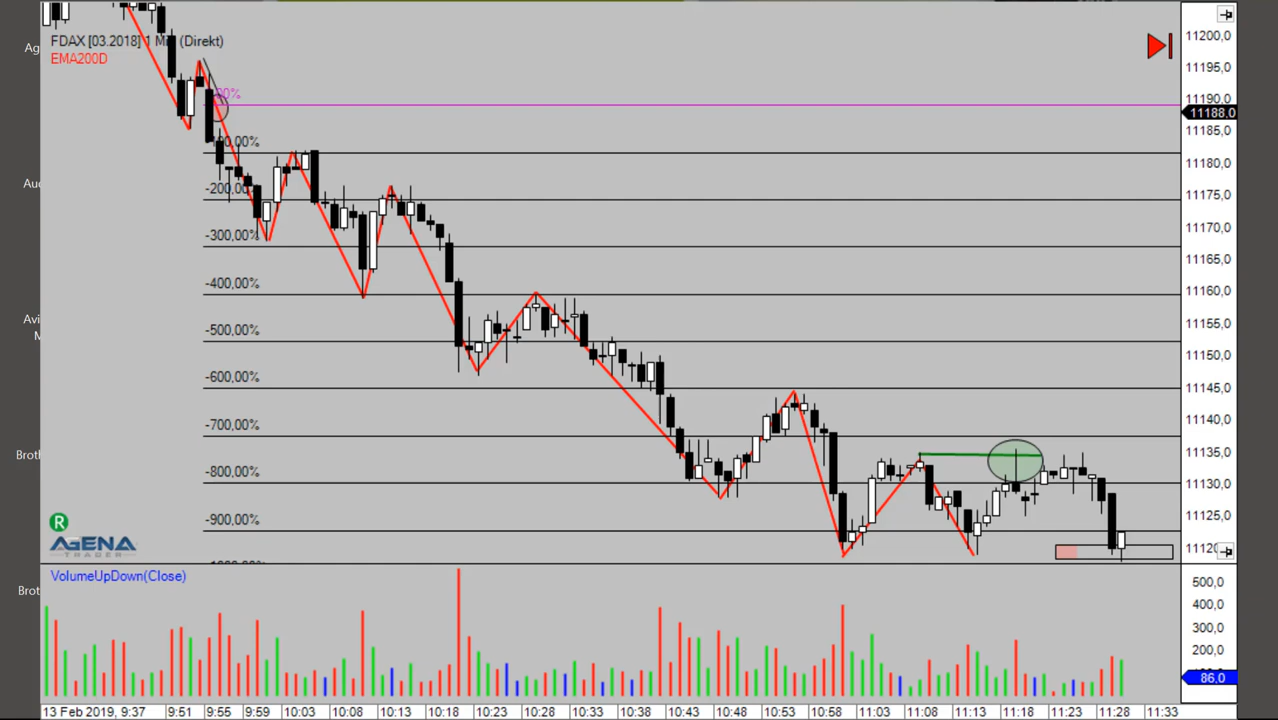 FDAX [03.2018] 1 Min (Direkt)
EMA200D
Ag
Aud
Avi
M
Broth
Brot
00%
-100,00%
-200,00%
-300,00%
-400,00%
-500,00%
-600,00%
-700,00%
-800,00%
-900,00%
11200,0
11195,0
11190,0
11188,0
11185,0
11180,0
11175,0
11170,0
11165,0
11160,0
11155,0
11150,0
11145,0
11140,0
11135,0
11130,0
11125,0
11120
R
AGENA
TRADER
VolumeUpDown(Close)
500,0
400,0
300,0
200,0
86,0
13 Feb 2019, 9:37 9:51 9:55 9:59 10:03 10:08 10:13 10:18 10:23 10:28 10:33 10:38 10:43 10:48 10:53 10:58 11:03 11:08 11:13 11:18 11:23 11:28 11:33